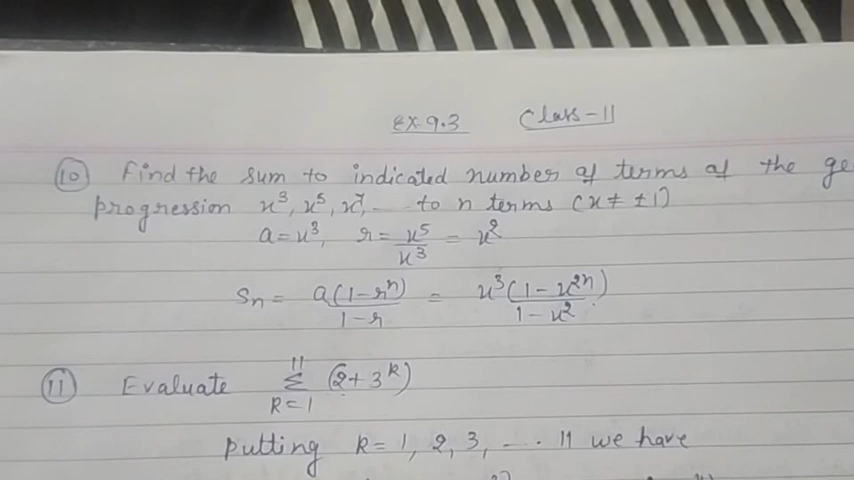 Ex 9.3 Class-11
(10) Find the sum to indicated number of terms of the ge
progression x³, x⁵, x⁷, ... to n terms (x ≠ ±1)
a = x³, r = x⁵/x³ = x²
Sn = a(1-rⁿ)/1-r = x³(1-x²ⁿ)/1-x²
(11) Evaluate 11 Σ K=1 (2+3ᴷ)
Putting K = 1, 2, 3, ... 11 we have